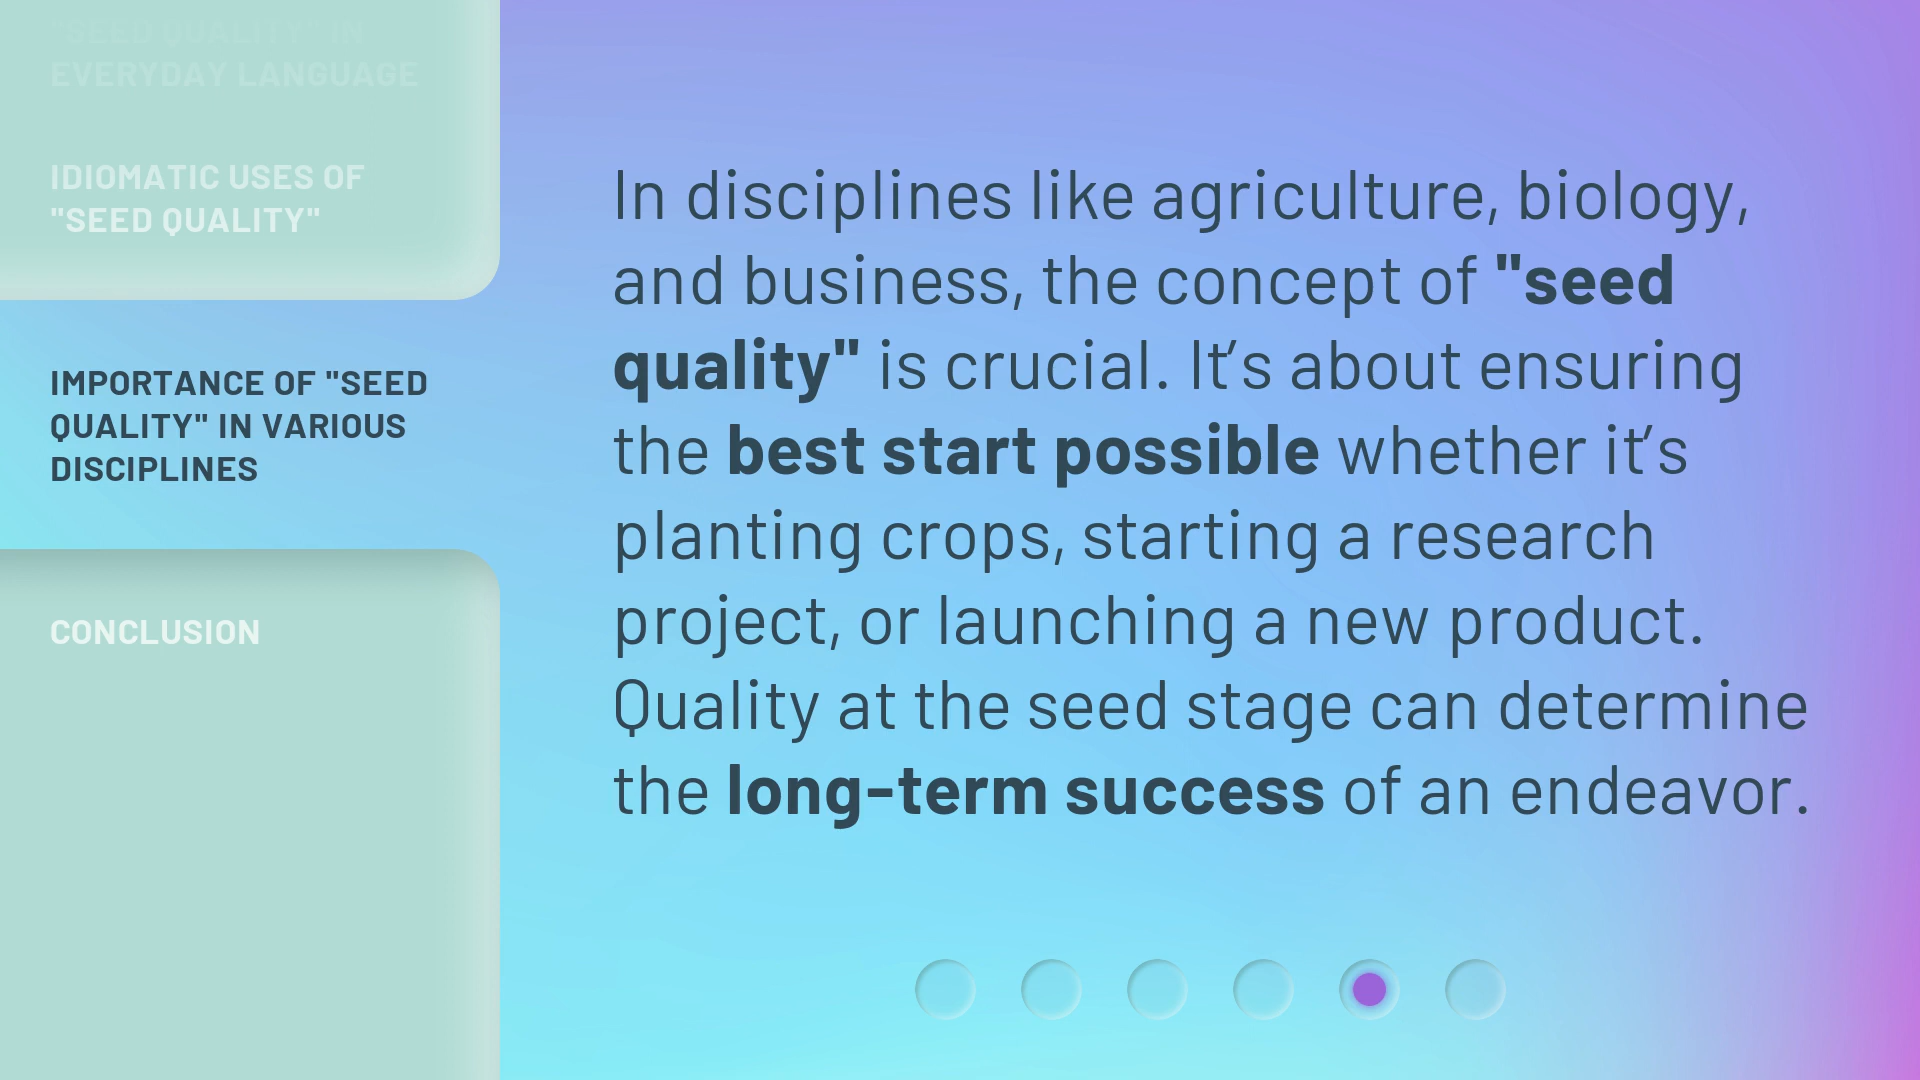 "SEED QUALITY" IN
EVERYDAY LANGUAGE
IDIOMATIC USES OF
"SEED QUALITY"
IMPORTANCE OF "SEED
QUALITY" IN VARIOUS
DISCIPLINES
CONCLUSION
In disciplines like agriculture, biology,
and business, the concept of "seed
quality" is crucial. It's about ensuring
the best start possible whether it's
planting crops, starting a research
project, or launching a new product.
Quality at the seed stage can determine
the long-term success of an endeavor.